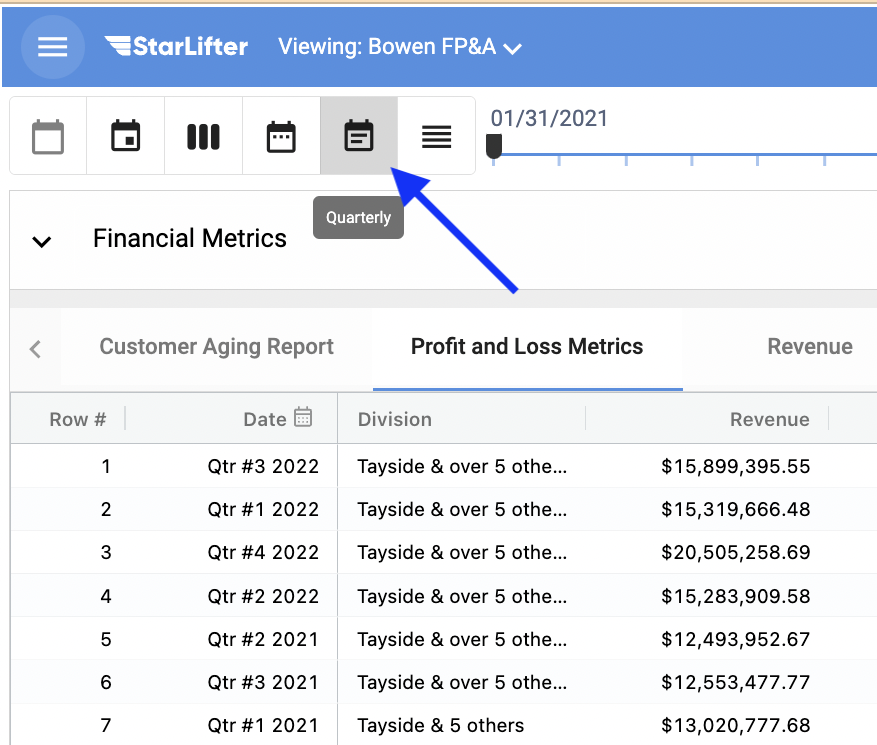 StarLifter Viewing: Bowen FP&A
01/31/2021
Quarterly
Financial Metrics
Customer Aging Report Profit and Loss Metrics Revenue
Row # Date Division Revenue
1 Qtr #3 2022 Tayside & over 5 othe... $15,899,395.55
2 Qtr #1 2022 Tayside & over 5 othe... $15,319,666.48
3 Qtr #4 2022 Tayside & over 5 othe... $20,505,258.69
4 Qtr #2 2022 Tayside & over 5 othe... $15,283,909.58
5 Qtr #2 2021 Tayside & over 5 othe... $12,493,952.67
6 Qtr #3 2021 Tayside & over 5 othe... $12,553,477.77
7 Qtr #1 2021 Tayside & 5 others $13,020,777.68